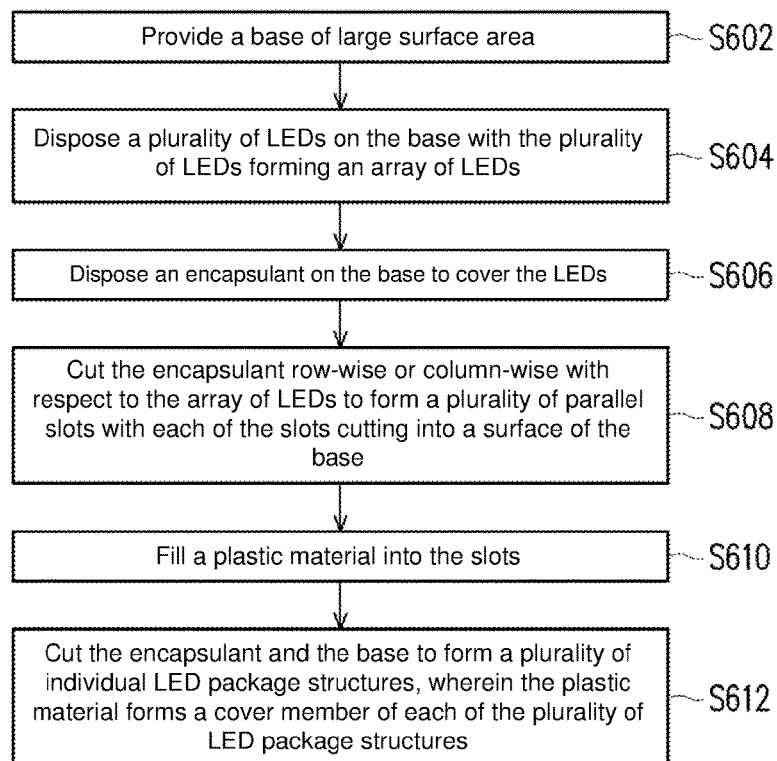 Provide a base of large surface area
S602
Dispose a plurality of LEDs on the base with the plurality
of LEDs forming an array of LEDs
S604
Dispose an encapsulant on the base to cover the LEDs
S606
Cut the encapsulant row-wise or column-wise with
respect to the array of LEDs to form a plurality of parallel
slots with each of the slots cutting into a surface of the
base
S608
Fill a plastic material into the slots
S610
Cut the encapsulant and the base to form a plurality of
individual LED package structures, wherein the plastic
material forms a cover member of each of the plurality of
LED package structures
S612